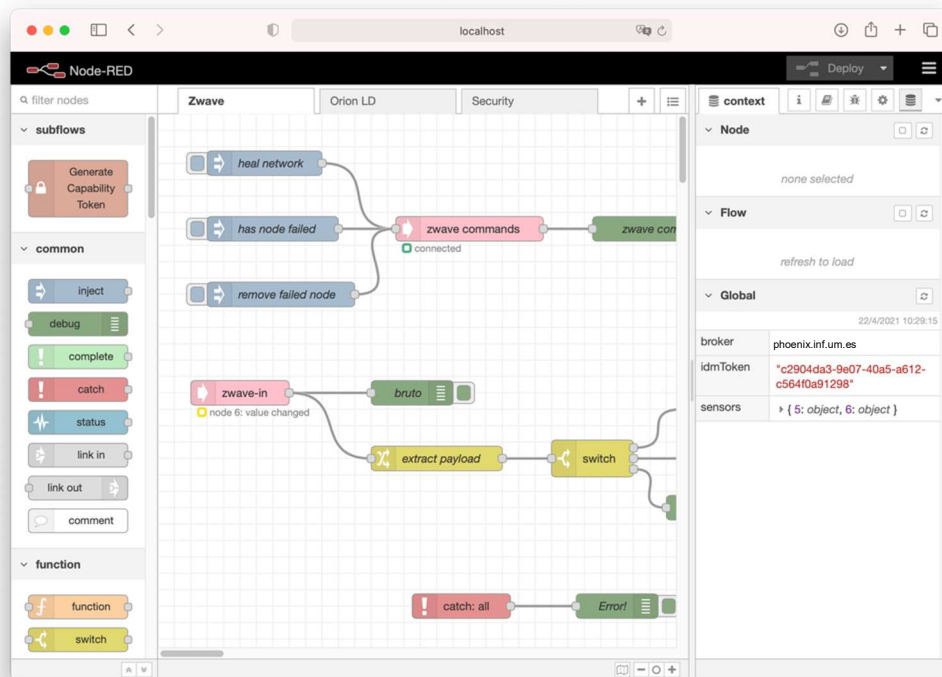 localhost
Node-RED
Deploy
filter nodes
Zwave
Orion LD
Security
context
subflows
Generate
Capability
Token
common
inject
debug
complete
catch
status
link in
link out
comment
function
function
switch
heal network
has node failed
remove failed node
zwave commands
connected
zwave com
zwave-in
node 6: value changed
bruto
extract payload
switch
catch: all
Error!
Node
none selected
Flow
refresh to load
Global
22/4/2021 10:29:15
broker
phoenix.inf.um.es
idmToken
"c2904da3-9e07-40a5-a612-
c564f0a91298"
sensors
{ 5: object, 6: object }